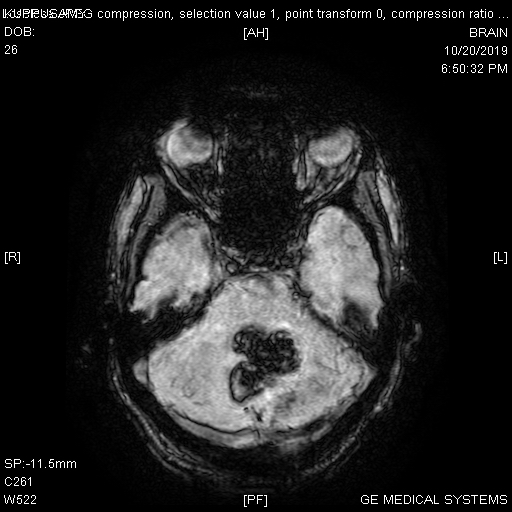 JPEG compression, selection value 1, point transform 0, compression ratio ...
DOB:
26
[AH]
BRAIN
10/20/2019
6:50:32 PM
[R]
[L]
SP:-11.5mm
C261
W522
[PF]
GE MEDICAL SYSTEMS